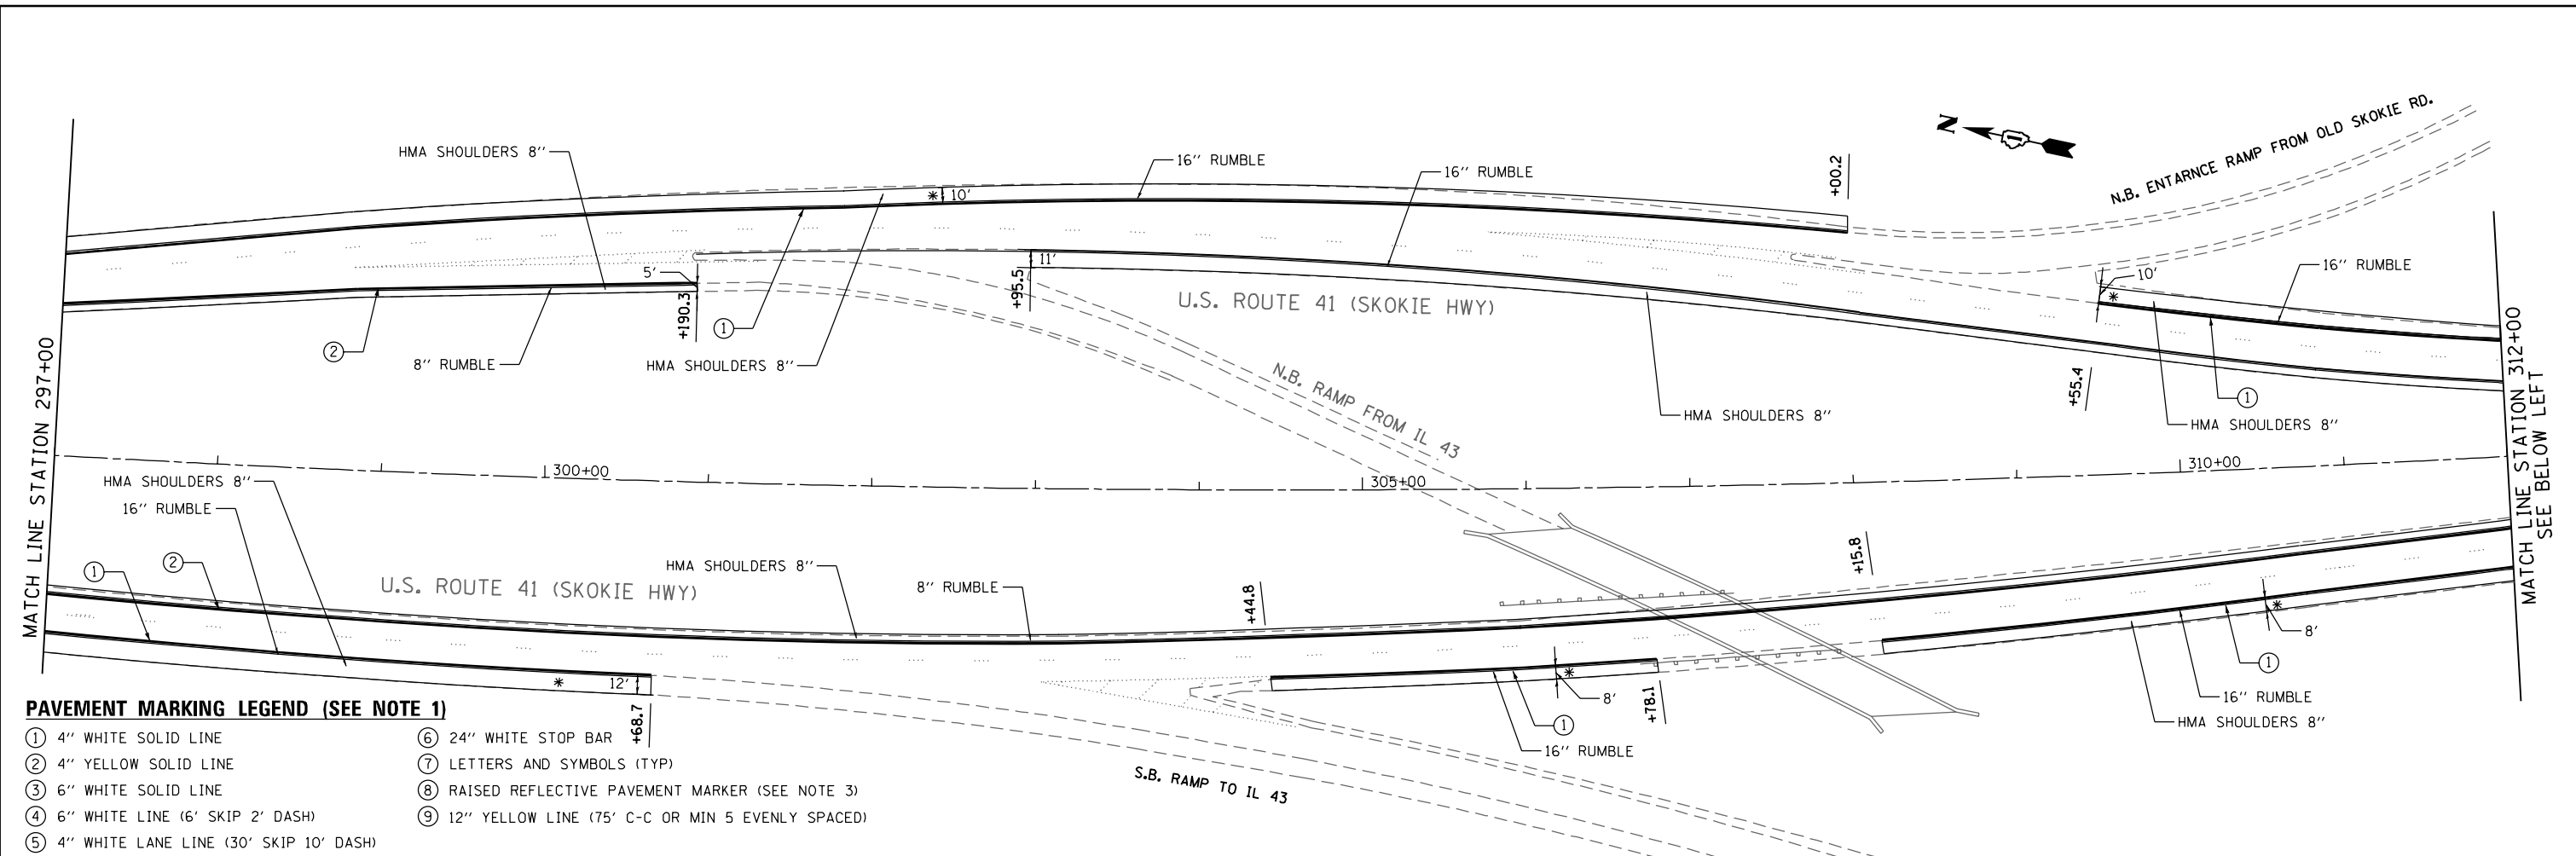 N
N.B. ENTARNCE RAMP FROM OLD SKOKIE RD.
HMA SHOULDERS 8"
16" RUMBLE
16" RUMBLE
+00.2
* 10'
5'
11'
10'
*
16" RUMBLE
+190.3
+95.5
U.S. ROUTE 41 (SKOKIE HWY)
1
2
8" RUMBLE
HMA SHOULDERS 8"
N.B. RAMP FROM IL 43
HMA SHOULDERS 8"
+55.4
1
HMA SHOULDERS 8"
MATCH LINE STATION 297+00
MATCH LINE STATION 312+00
SEE BELOW LEFT
300+00
305+00
310+00
HMA SHOULDERS 8"
16" RUMBLE
1
2
U.S. ROUTE 41 (SKOKIE HWY)
HMA SHOULDERS 8"
8" RUMBLE
+44.8
+15.8
* 12'
+68.7
*
8'
+78.1
1
16" RUMBLE
*
8'
1
16" RUMBLE
HMA SHOULDERS 8"
S.B. RAMP TO IL 43
PAVEMENT MARKING LEGEND (SEE NOTE 1)
1 4" WHITE SOLID LINE
2 4" YELLOW SOLID LINE
3 6" WHITE SOLID LINE
4 6" WHITE LINE (6' SKIP 2' DASH)
5 4" WHITE LANE LINE (30' SKIP 10' DASH)
6 24" WHITE STOP BAR
7 LETTERS AND SYMBOLS (TYP)
8 RAISED REFLECTIVE PAVEMENT MARKER (SEE NOTE 3)
9 12" YELLOW LINE (75' C-C OR MIN 5 EVENLY SPACED)